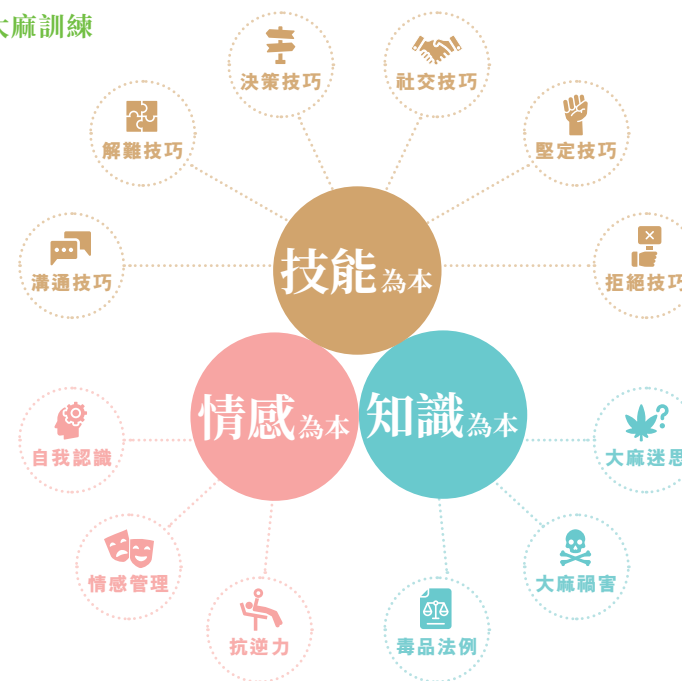 大麻訓練
決策技巧
社交技巧
解難技巧
堅定技巧
溝通技巧
拒絕技巧
技能為本
情感為本
知識為本
自我認識
大麻迷思
情感管理
大麻禍害
抗逆力
毒品法例